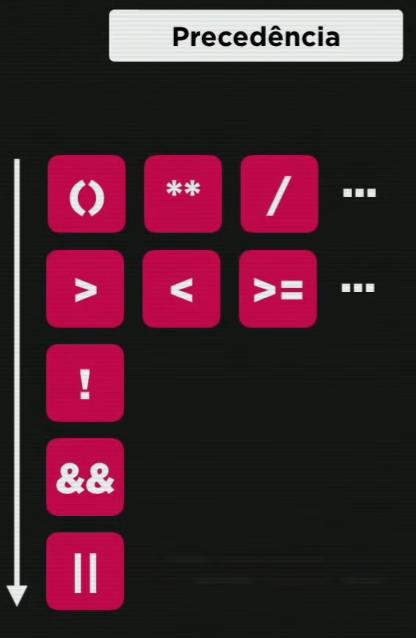 Precedência
() ** / ...
> < >= ...
!
&&
||